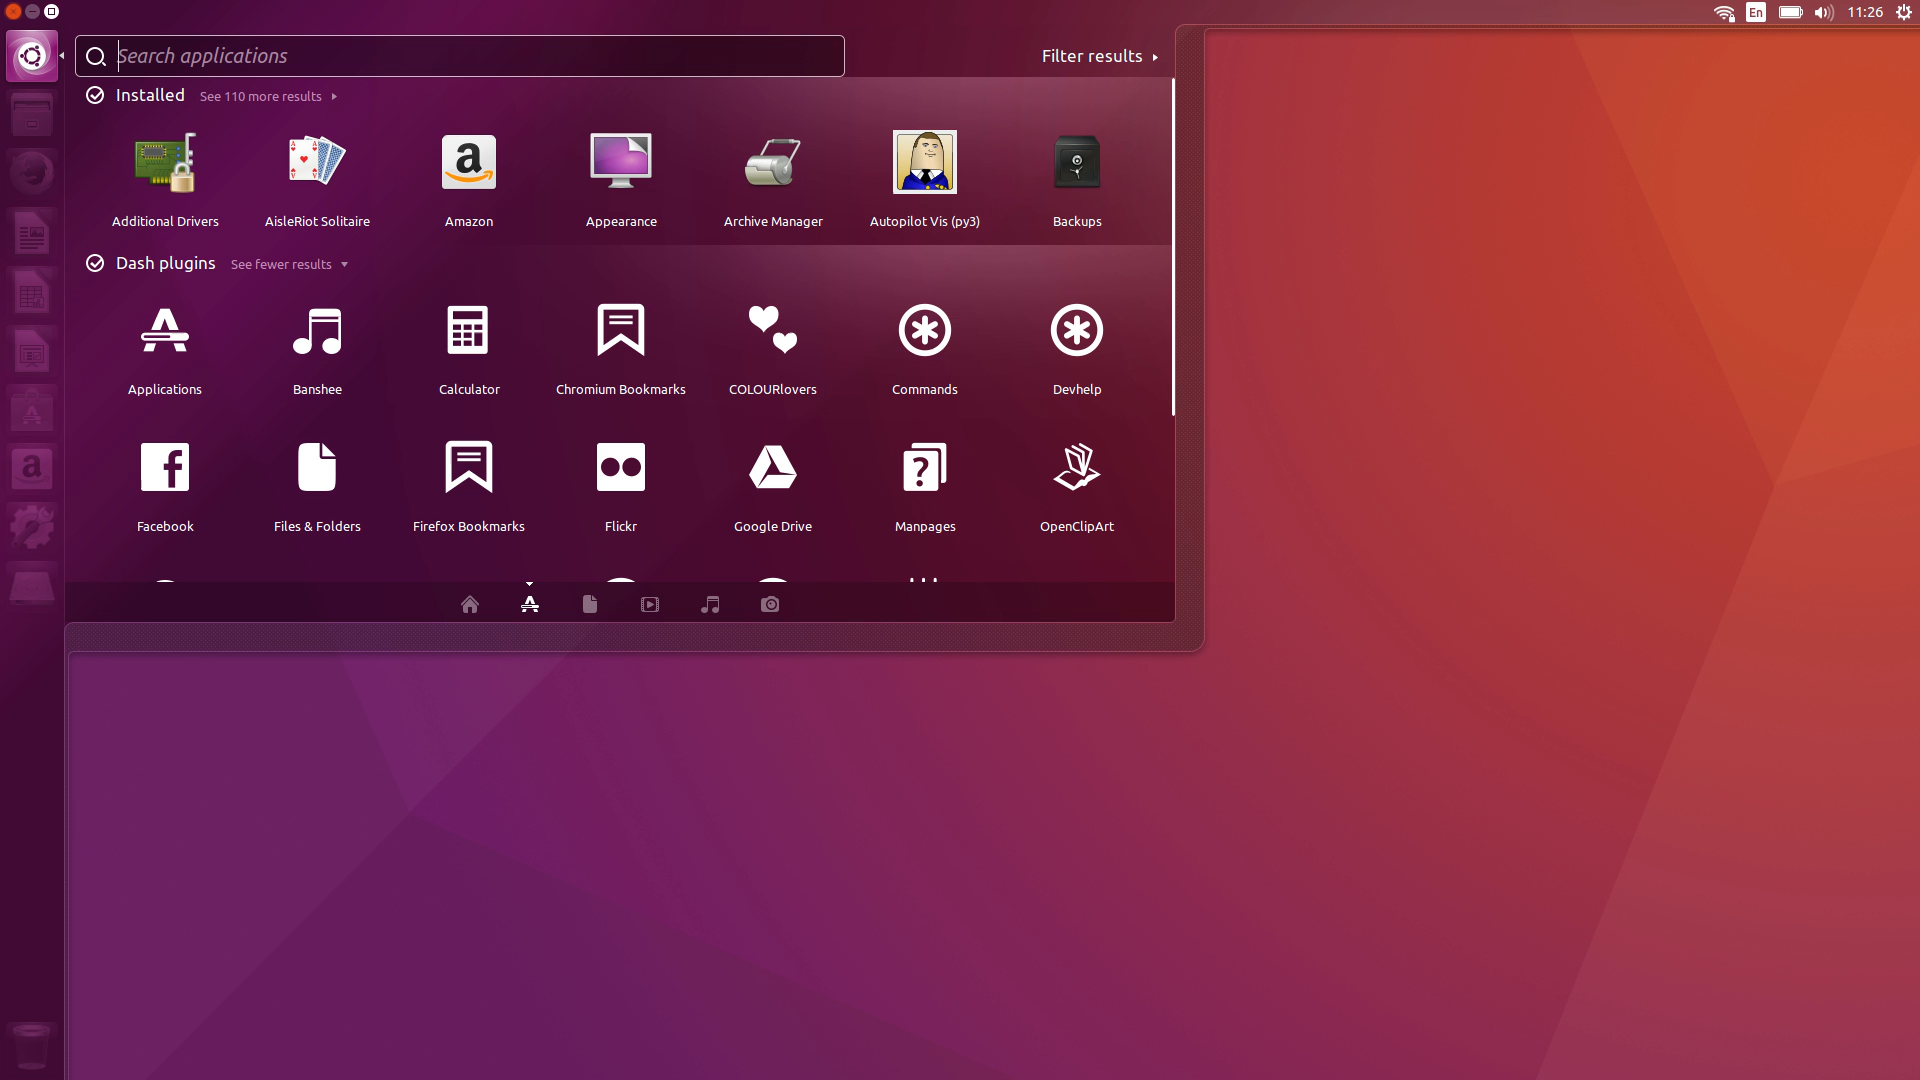 En 11:26
Search applications
Filter results
Installed See 110 more results
Additional Drivers AisleRiot Solitaire Amazon Appearance Archive Manager Autopilot Vis (py3) Backups
Dash plugins See fewer results
Applications Banshee Calculator Chromium Bookmarks COLOURlovers Commands Devhelp
Facebook Files & Folders Firefox Bookmarks Flickr Google Drive Manpages OpenClipArt